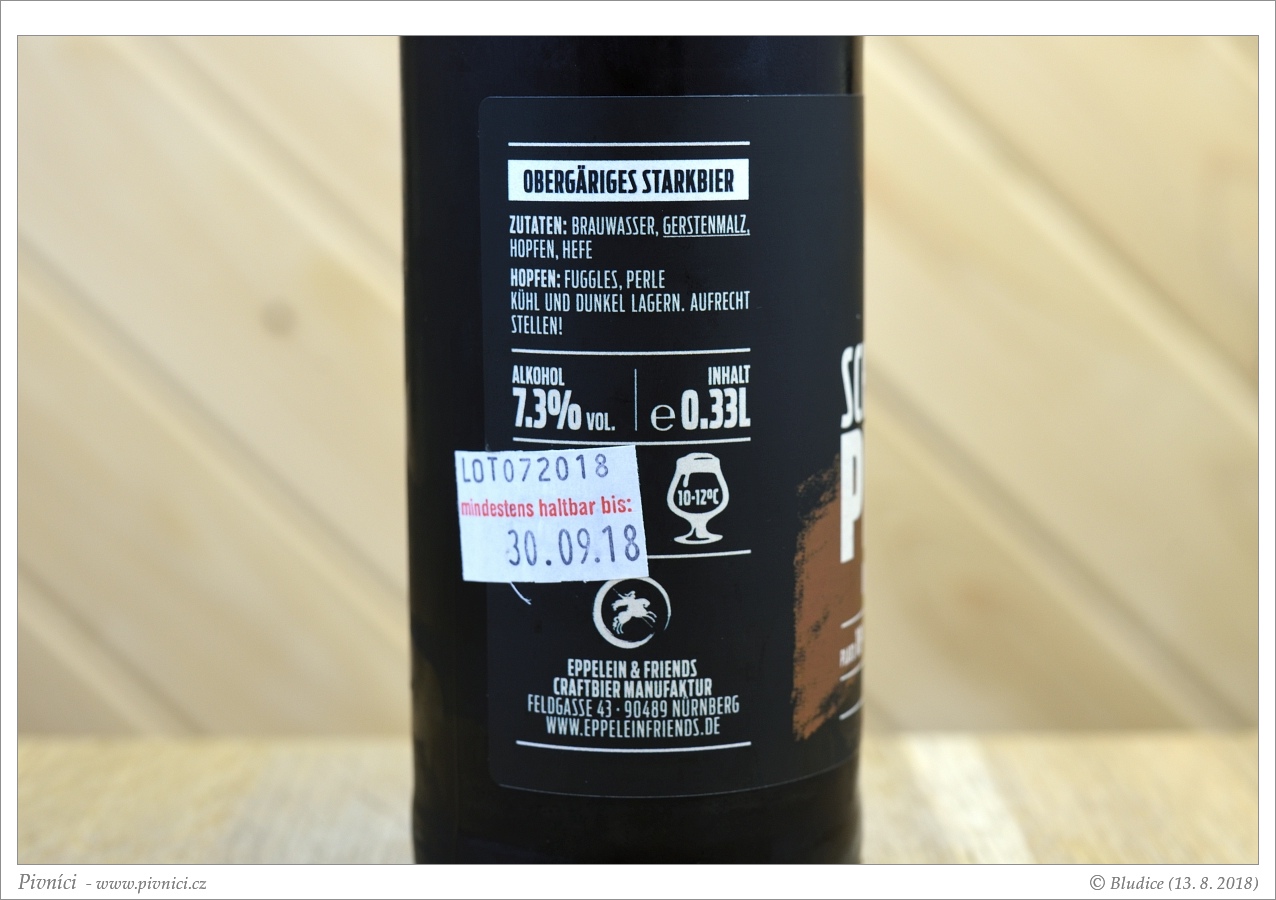 OBERGÄRIGES STARKBIER
ZUTATEN: BRAUWASSER, GERSTENMALZ,
HOPFEN, HEFE
HOPFEN: FUGGLES, PERLE
KÜHL UND DUNKEL LAGERN. AUFRECHT
STELLEN!
ALKOHOL
7.3% VOL.
INHALT
e 0.33L
LOT072018
mindestens haltbar bis:
30.09.18
10-12ºC
EPPELEIN & FRIENDS
CRAFTBIER MANUFAKTUR
FELDGASSE 43 · 90489 NÜRNBERG
WWW.EPPELEINFRIENDS.DE
Pivníci - www.pivnici.cz
© Bludice (13. 8. 2018)